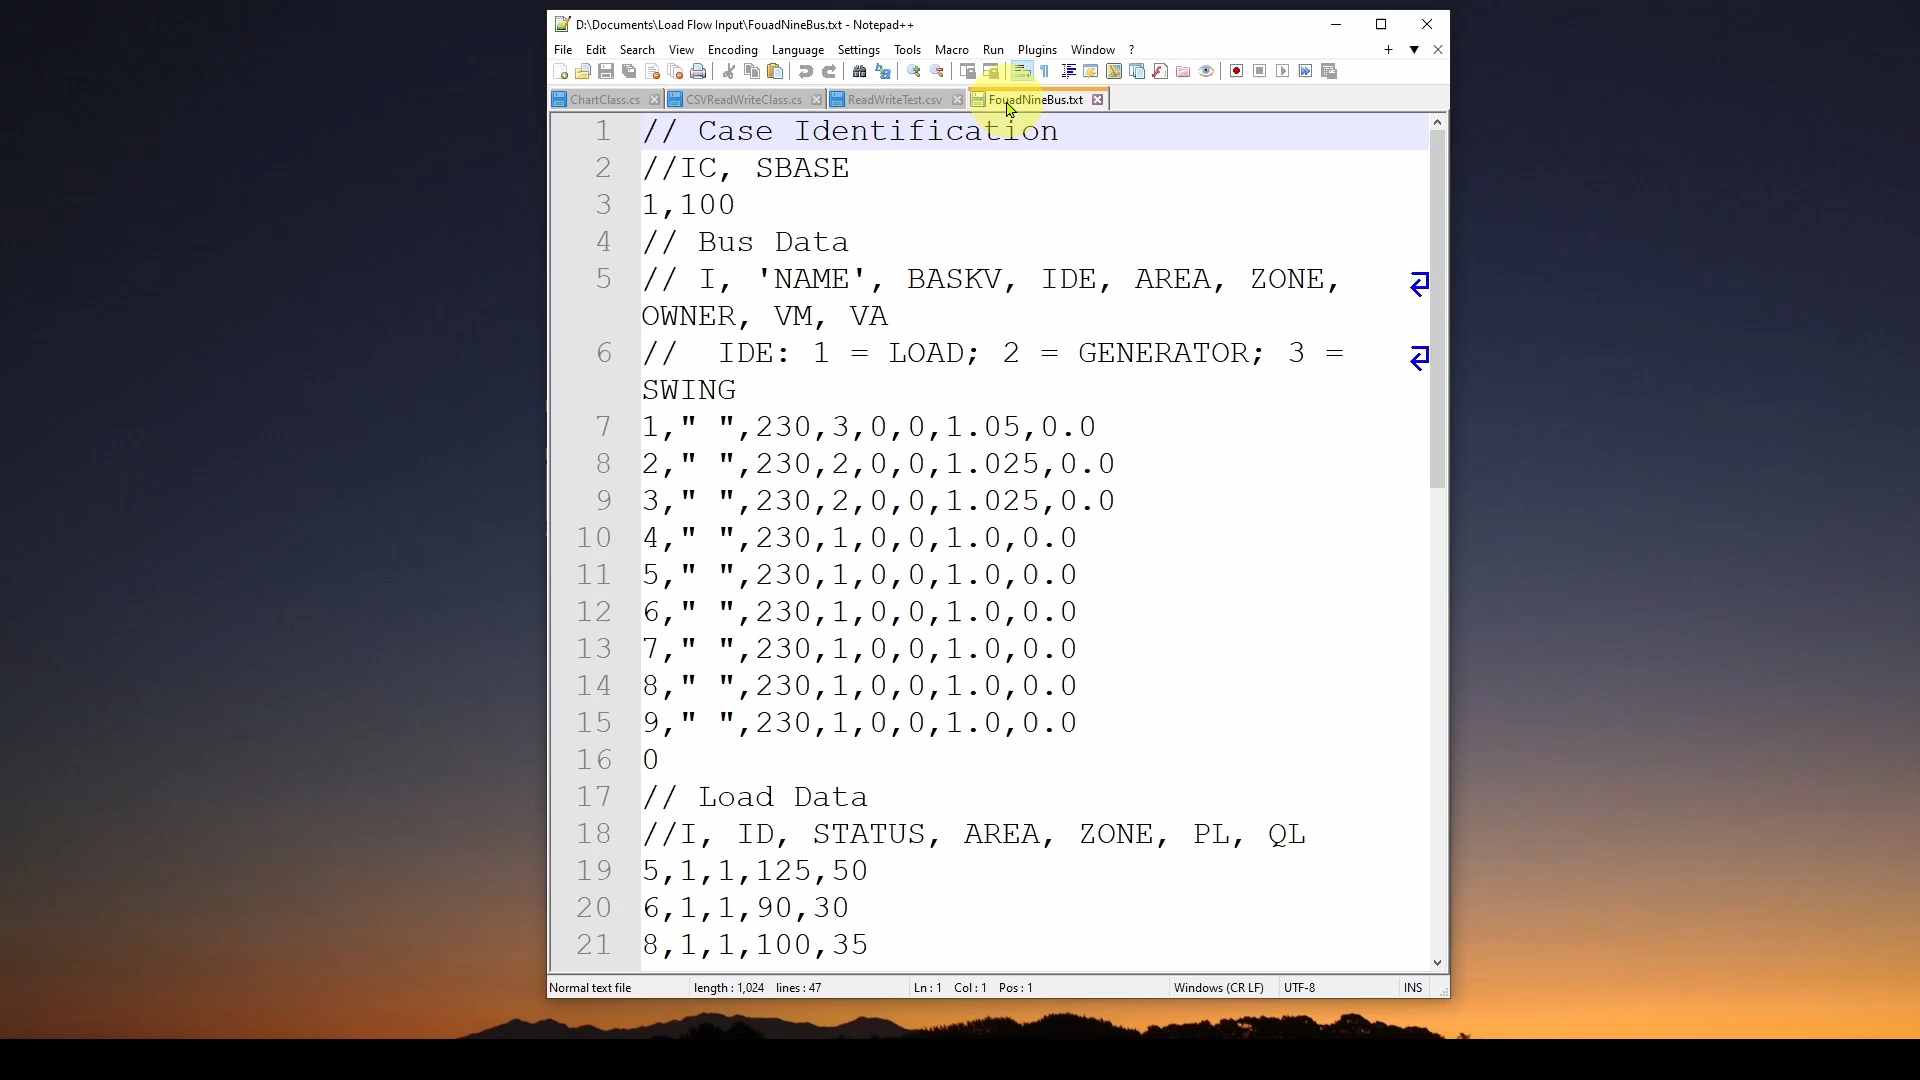 D:\Documents\Load Flow Input\FouadNineBus.txt - Notepad++
File Edit Search View Encoding Language Settings Tools Macro Run Plugins Window ?
ChartClass.cs CSVReadWriteClass.cs ReadWriteTest.csv FouadNineBus.txt
1 // Case Identification
2 //IC, SBASE
3 1,100
4 // Bus Data
5 // I, 'NAME', BASKV, IDE, AREA, ZONE,
OWNER, VM, VA
6 //  IDE: 1 = LOAD; 2 = GENERATOR; 3 =
SWING
7 1," ",230,3,0,0,1.05,0.0
8 2," ",230,2,0,0,1.025,0.0
9 3," ",230,2,0,0,1.025,0.0
10 4," ",230,1,0,0,1.0,0.0
11 5," ",230,1,0,0,1.0,0.0
12 6," ",230,1,0,0,1.0,0.0
13 7," ",230,1,0,0,1.0,0.0
14 8," ",230,1,0,0,1.0,0.0
15 9," ",230,1,0,0,1.0,0.0
16 0
17 // Load Data
18 //I, ID, STATUS, AREA, ZONE, PL, QL
19 5,1,1,125,50
20 6,1,1,90,30
21 8,1,1,100,35
Normal text file length : 1,024 lines : 47 Ln : 1 Col : 1 Pos : 1 Windows (CR LF) UTF-8 INS